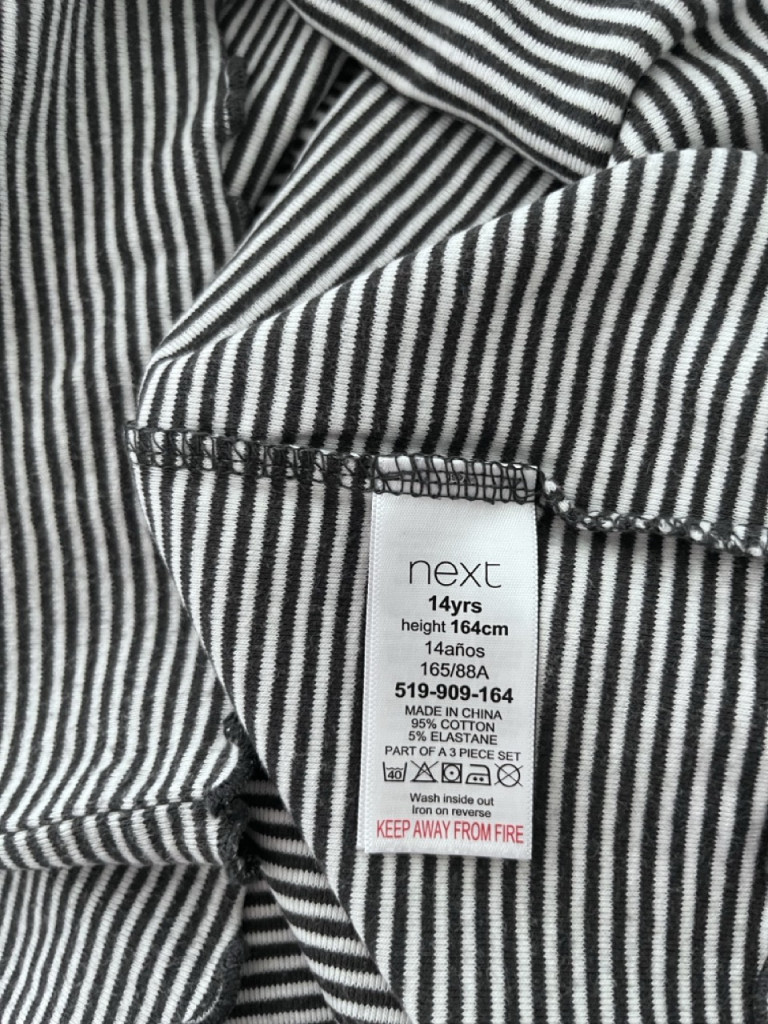 next
14yrs
height 164cm
14años
165/88A
519-909-164
MADE IN CHINA
95% COTTON
5% ELASTANE
PART OF A 3 PIECE SET
40
Wash inside out
Iron on reverse
KEEP AWAY FROM FIRE